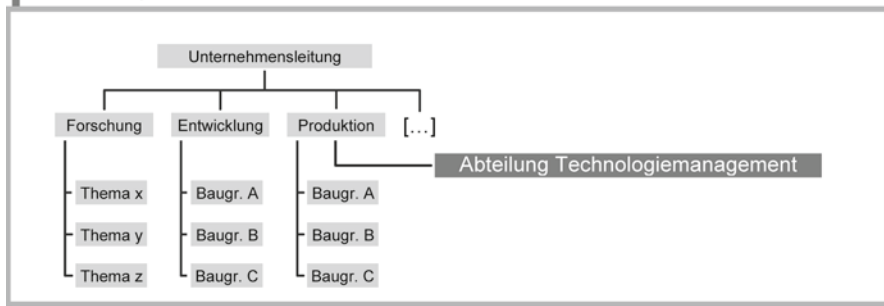 Unternehmensleitung
Forschung Entwicklung Produktion [...]
Abteilung Technologiemanagement
Thema x Baugr. A Baugr. A
Thema y Baugr. B Baugr. B
Thema z Baugr. C Baugr. C